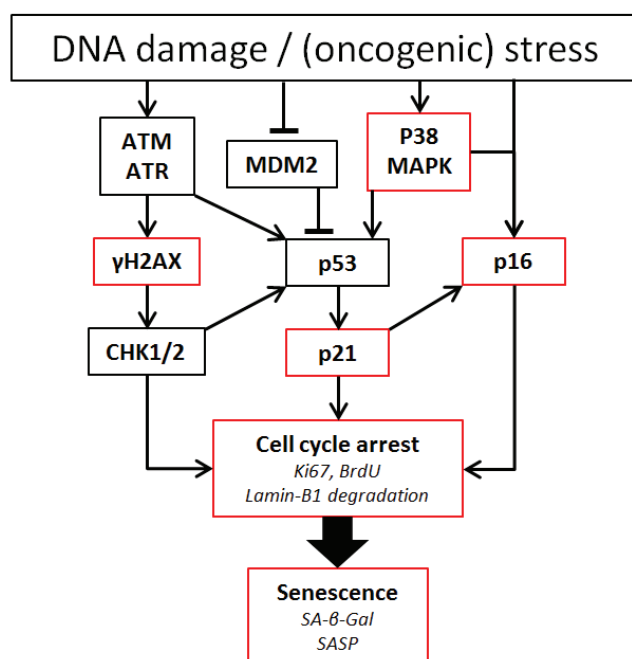 DNA damage / (oncogenic) stress
ATM
ATR
MDM2
P38
MAPK
γH2AX
p53
p16
CHK1/2
p21
Cell cycle arrest
Ki67, BrdU
Lamin-B1 degradation
Senescence
SA-β-Gal
SASP